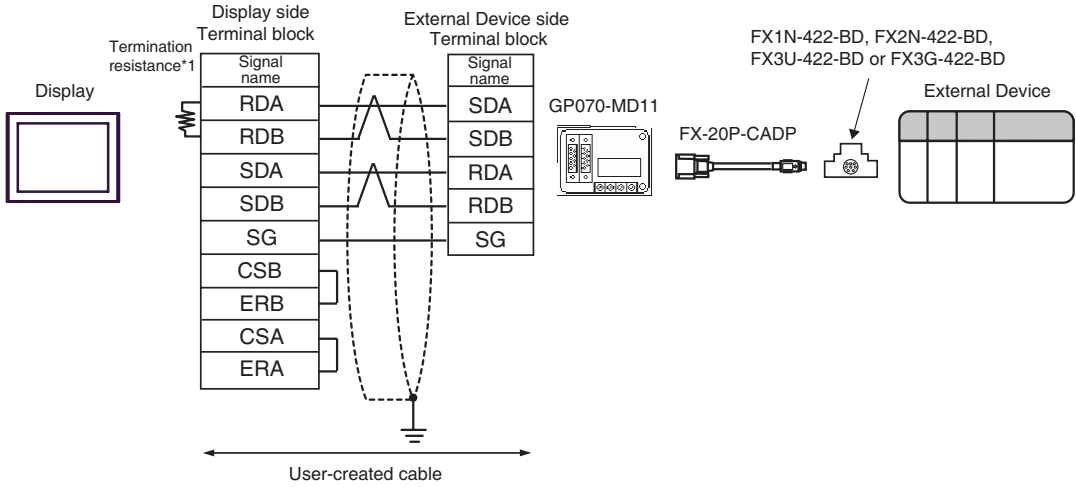 Display side
Terminal block
External Device side
Terminal block
Termination
resistance*1
Signal
name
Signal
name
FX1N-422-BD, FX2N-422-BD,
FX3U-422-BD or FX3G-422-BD
Display
External Device
RDA
SDA
GP070-MD11
RDB
SDB
FX-20P-CADP
SDA
RDA
SDB
RDB
SG
SG
CSB
ERB
CSA
ERA
User-created cable